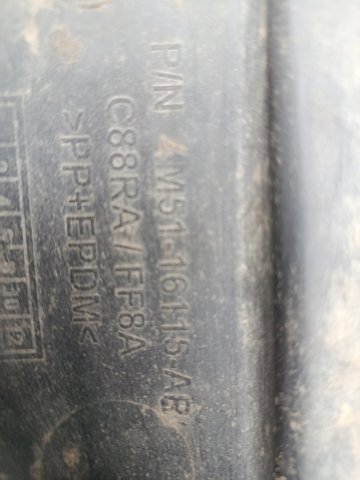 P/N 4M51-16115-AB
C88RA/FF8A
>PP+EPDM<